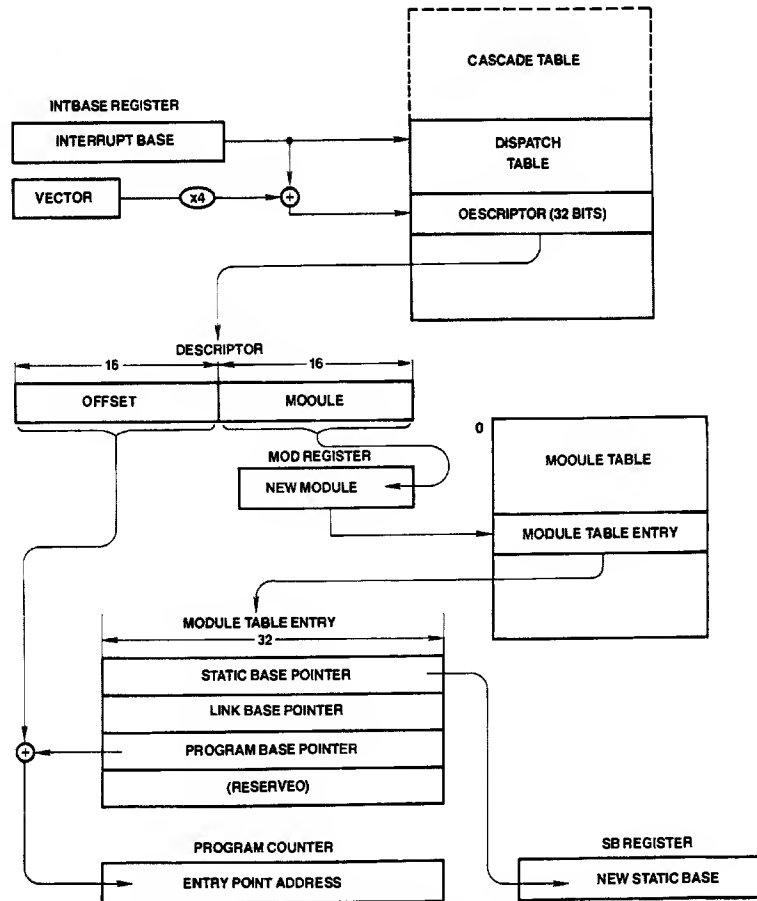 CASCADE TABLE
INTBASE REGISTER
INTERRUPT BASE
DISPATCH
TABLE
VECTOR
x4
+
OESCRIPTOR (32 BITS)
DESCRIPTOR
16
16
OFFSET
MOOULE
0
MOD REGISTER
NEW MODULE
MOOULE TABLE
MODULE TABLE ENTRY
MODULE TABLE ENTRY
32
STATIC BASE POINTER
LINK BASE POINTER
+
PROGRAM BASE POINTER
(RESERVEO)
PROGRAM COUNTER
ENTRY POINT ADDRESS
SB REGISTER
NEW STATIC BASE